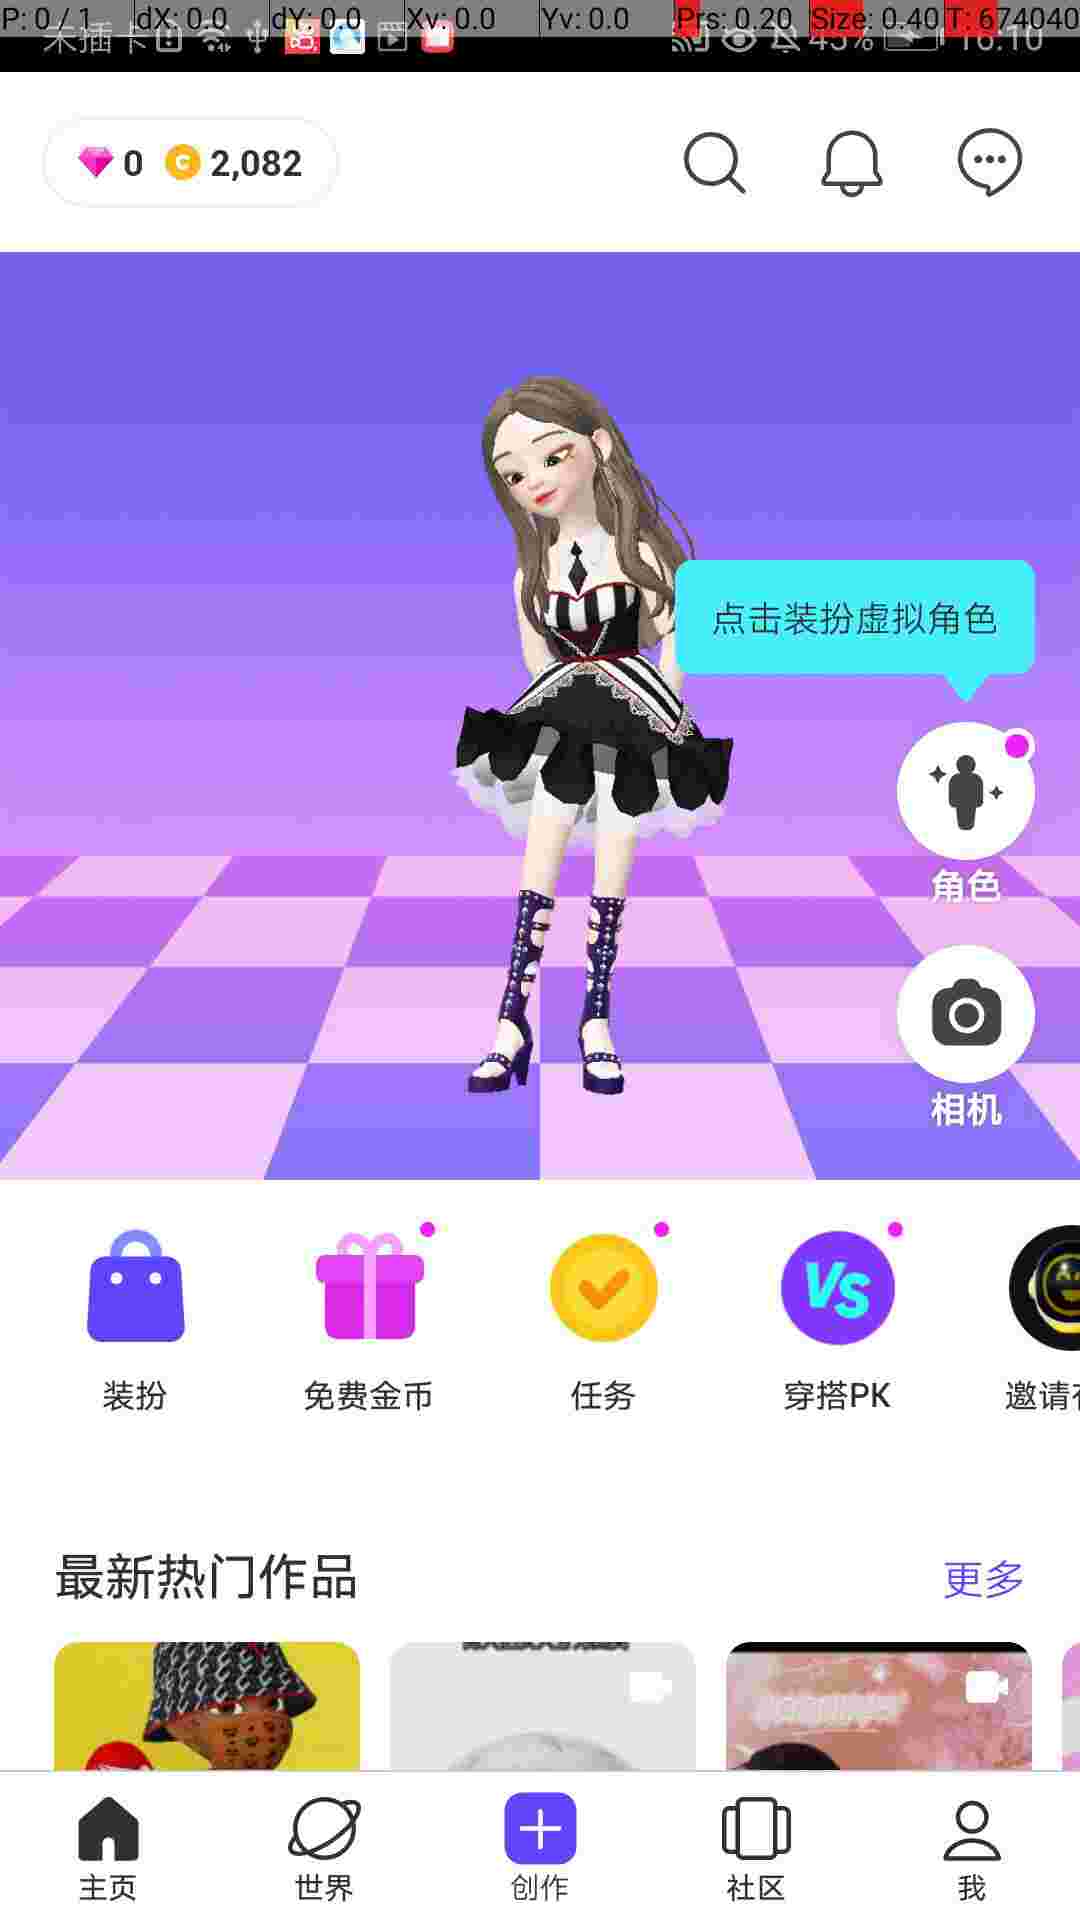 P: 0 / 1 dX: 0.0 dY: 0.0 Xv: 0.0 Yv: 0.0 Prs: 0.20 Size: 0.40 T: 674040
未插卡 45% 16:10
0 2,082
点击装扮虚拟角色
角色
相机
VS
装扮 免费金币 任务 穿搭PK 邀请
最新热门作品 更多
主页 世界 创作 社区 我